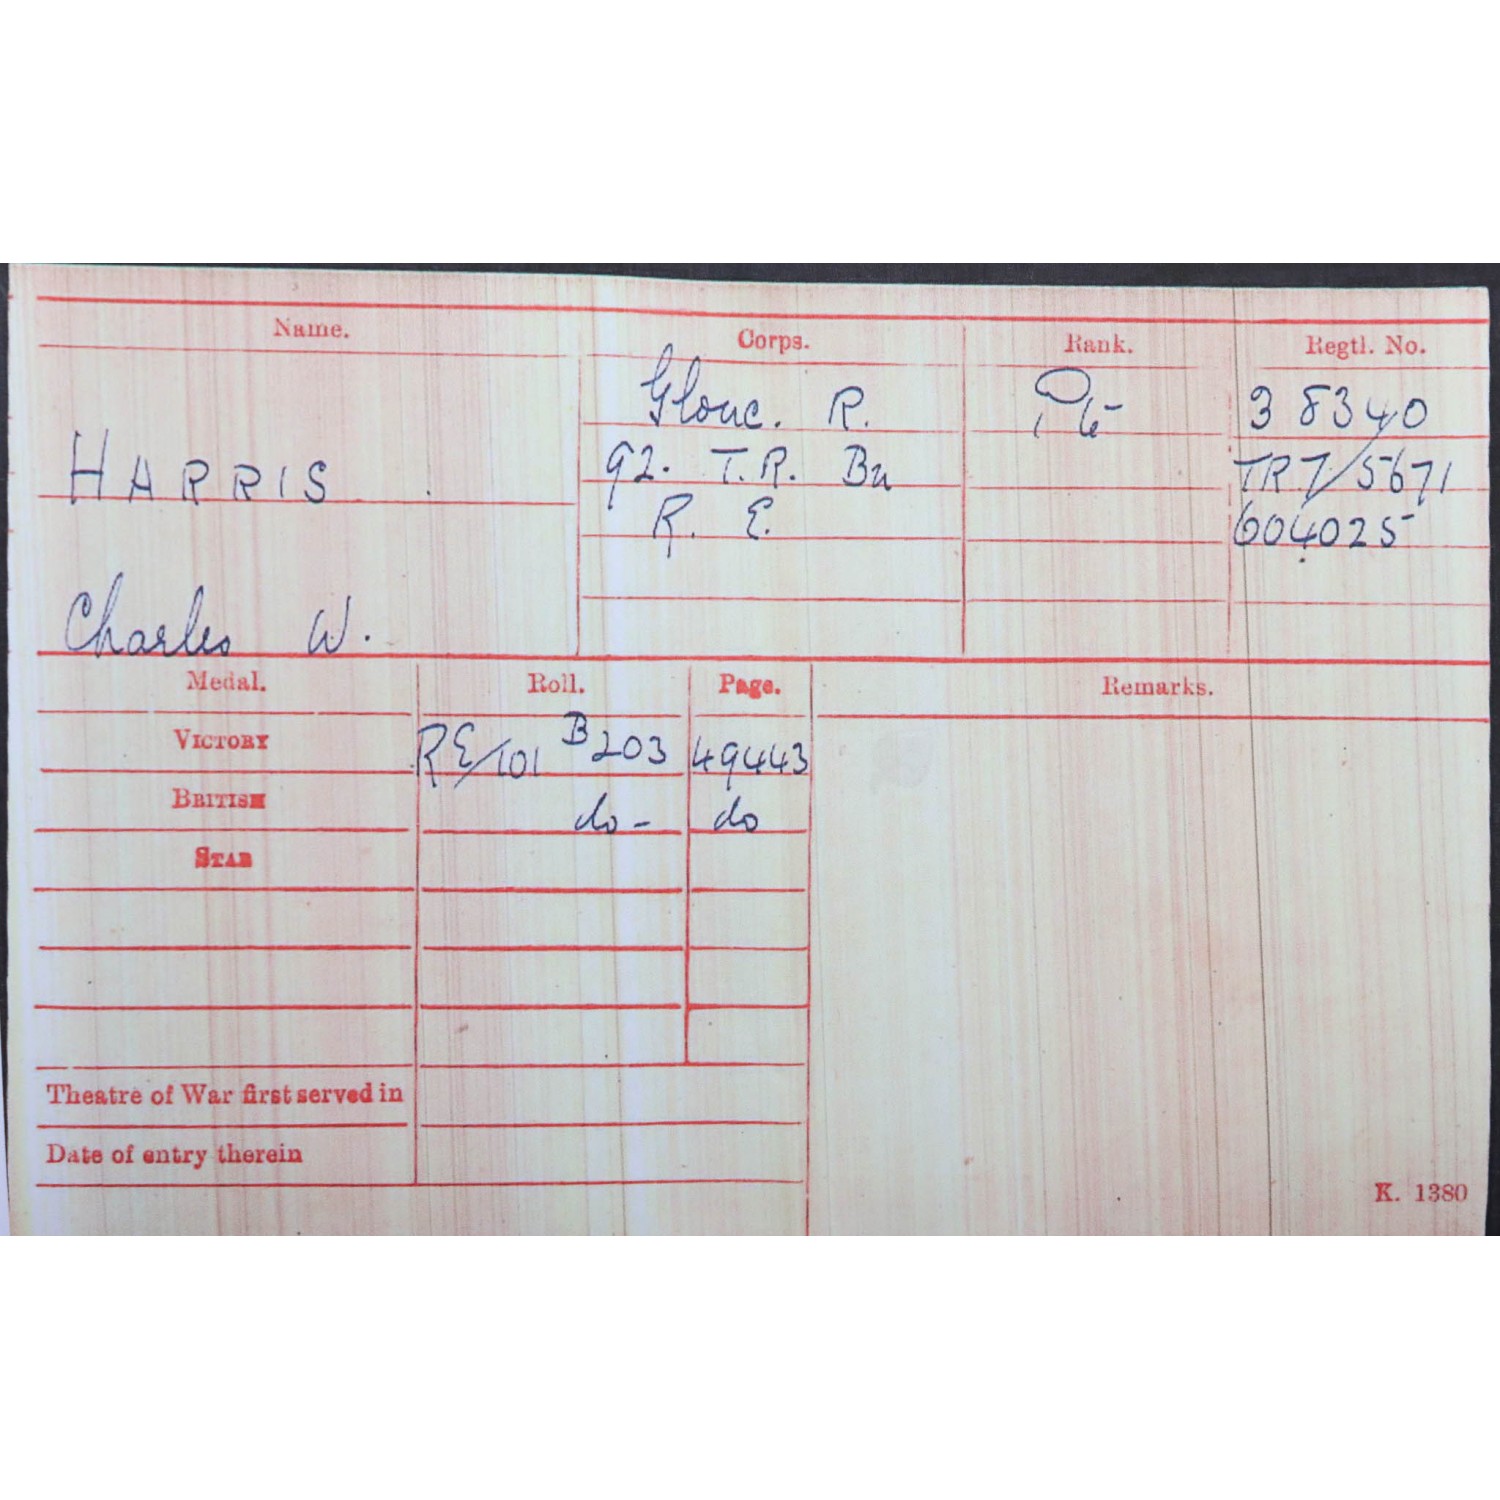 Name. Corps. Rank. Regtl. No.
Glouc. R. Pte 38340
HARRIS 92. T.R. Bn TR7/5671
R. E. 604025
Charles W.
Medal. Roll. Page. Remarks.
VICTORY RE/101 B203 49443
BRITISH do- do
STAR
Theatre of War first served in
Date of entry therein
K. 1380